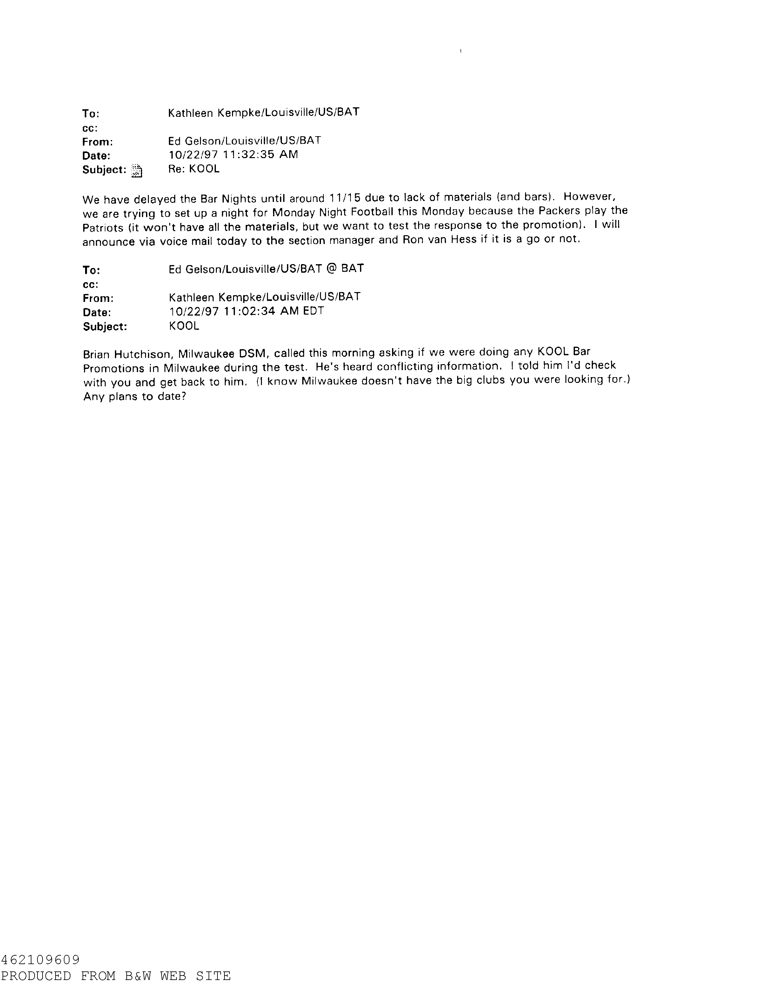 To: Kathleen Kempke/Louisville/US/BAT
cc:
From: Ed Gelson/Louisville/US/BAT
Date: 10/22/97 11:32:35 AM
Subject: Re: KOOL
We have delayed the Bar Nights until around 11/15 due to lack of materials (and bars). However,
we are trying to set up a night for Monday Night Football this Monday because the Packers play the
Patriots (it won't have all the materials, but we want to test the response to the promotion). I will
announce via voice mail today to the section manager and Ron van Hess if it is a go or not.
To: Ed Gelson/Louisville/US/BAT @ BAT
cc:
From: Kathleen Kempke/Louisville/US/BAT
Date: 10/22/97 11:02:34 AM EDT
Subject: KOOL
Brian Hutchison, Milwaukee DSM, called this morning asking if we were doing any KOOL Bar
Promotions in Milwaukee during the test. He's heard conflicting information. I told him I'd check
with you and get back to him. (I know Milwaukee doesn't have the big clubs you were looking for.)
Any plans to date?
462109609
PRODUCED FROM B&W WEB SITE